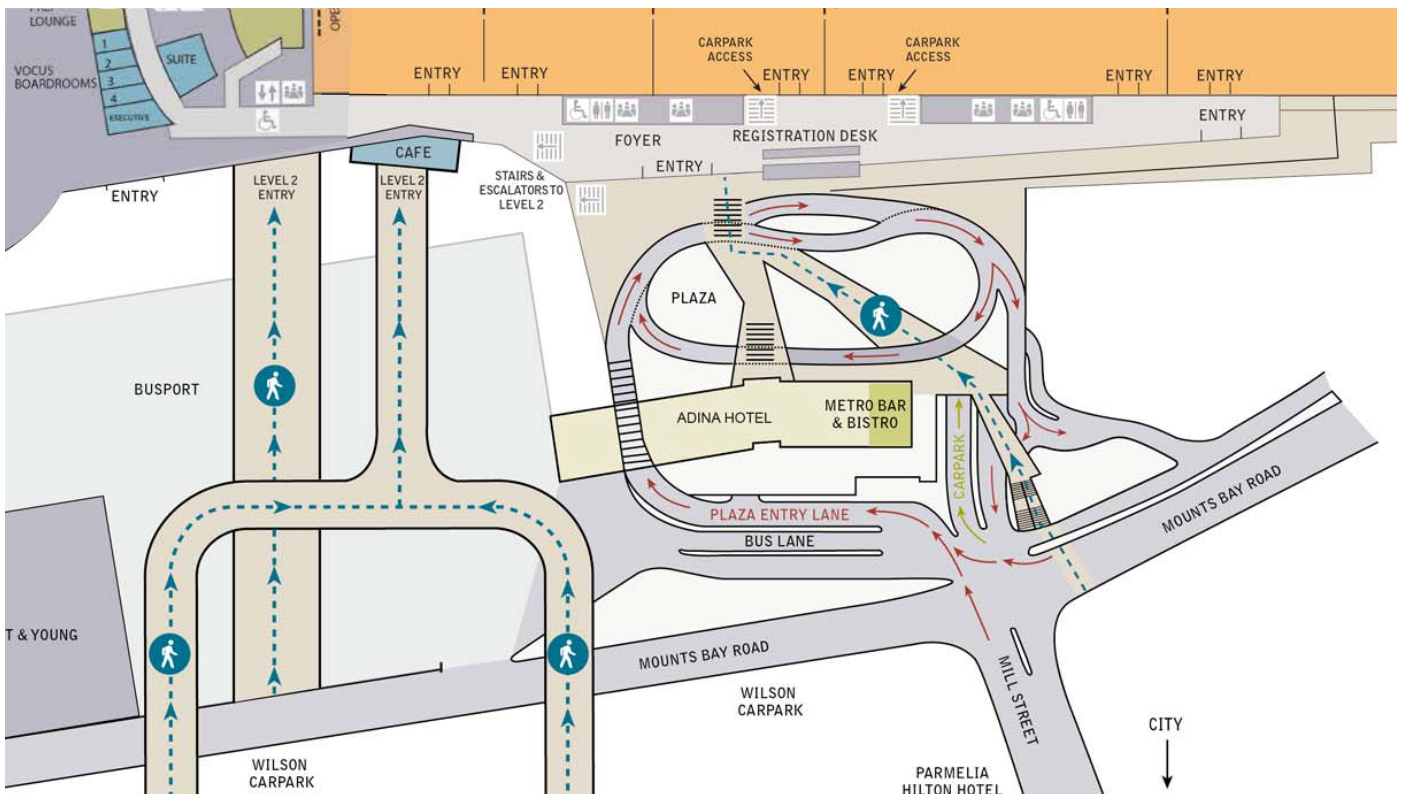 LOUNGE
OPE
1
2
3
4
EXECUTIVE
SUITE
VOCUS
BOARDROOMS
ENTRY
ENTRY
CARPARK
ACCESS
ENTRY
ENTRY
CARPARK
ACCESS
ENTRY
ENTRY
FOYER
REGISTRATION DESK
ENTRY
ENTRY
CAFE
ENTRY
LEVEL 2
ENTRY
LEVEL 2
ENTRY
STAIRS &
ESCALATORS TO
LEVEL 2
PLAZA
BUSPORT
ADINA HOTEL
METRO BAR
& BISTRO
CARPARK
PLAZA ENTRY LANE
BUS LANE
MOUNTS BAY ROAD
T & YOUNG
MOUNTS BAY ROAD
MILL STREET
WILSON
CARPARK
CITY
WILSON
CARPARK
PARMELIA
HILTON HOTEL